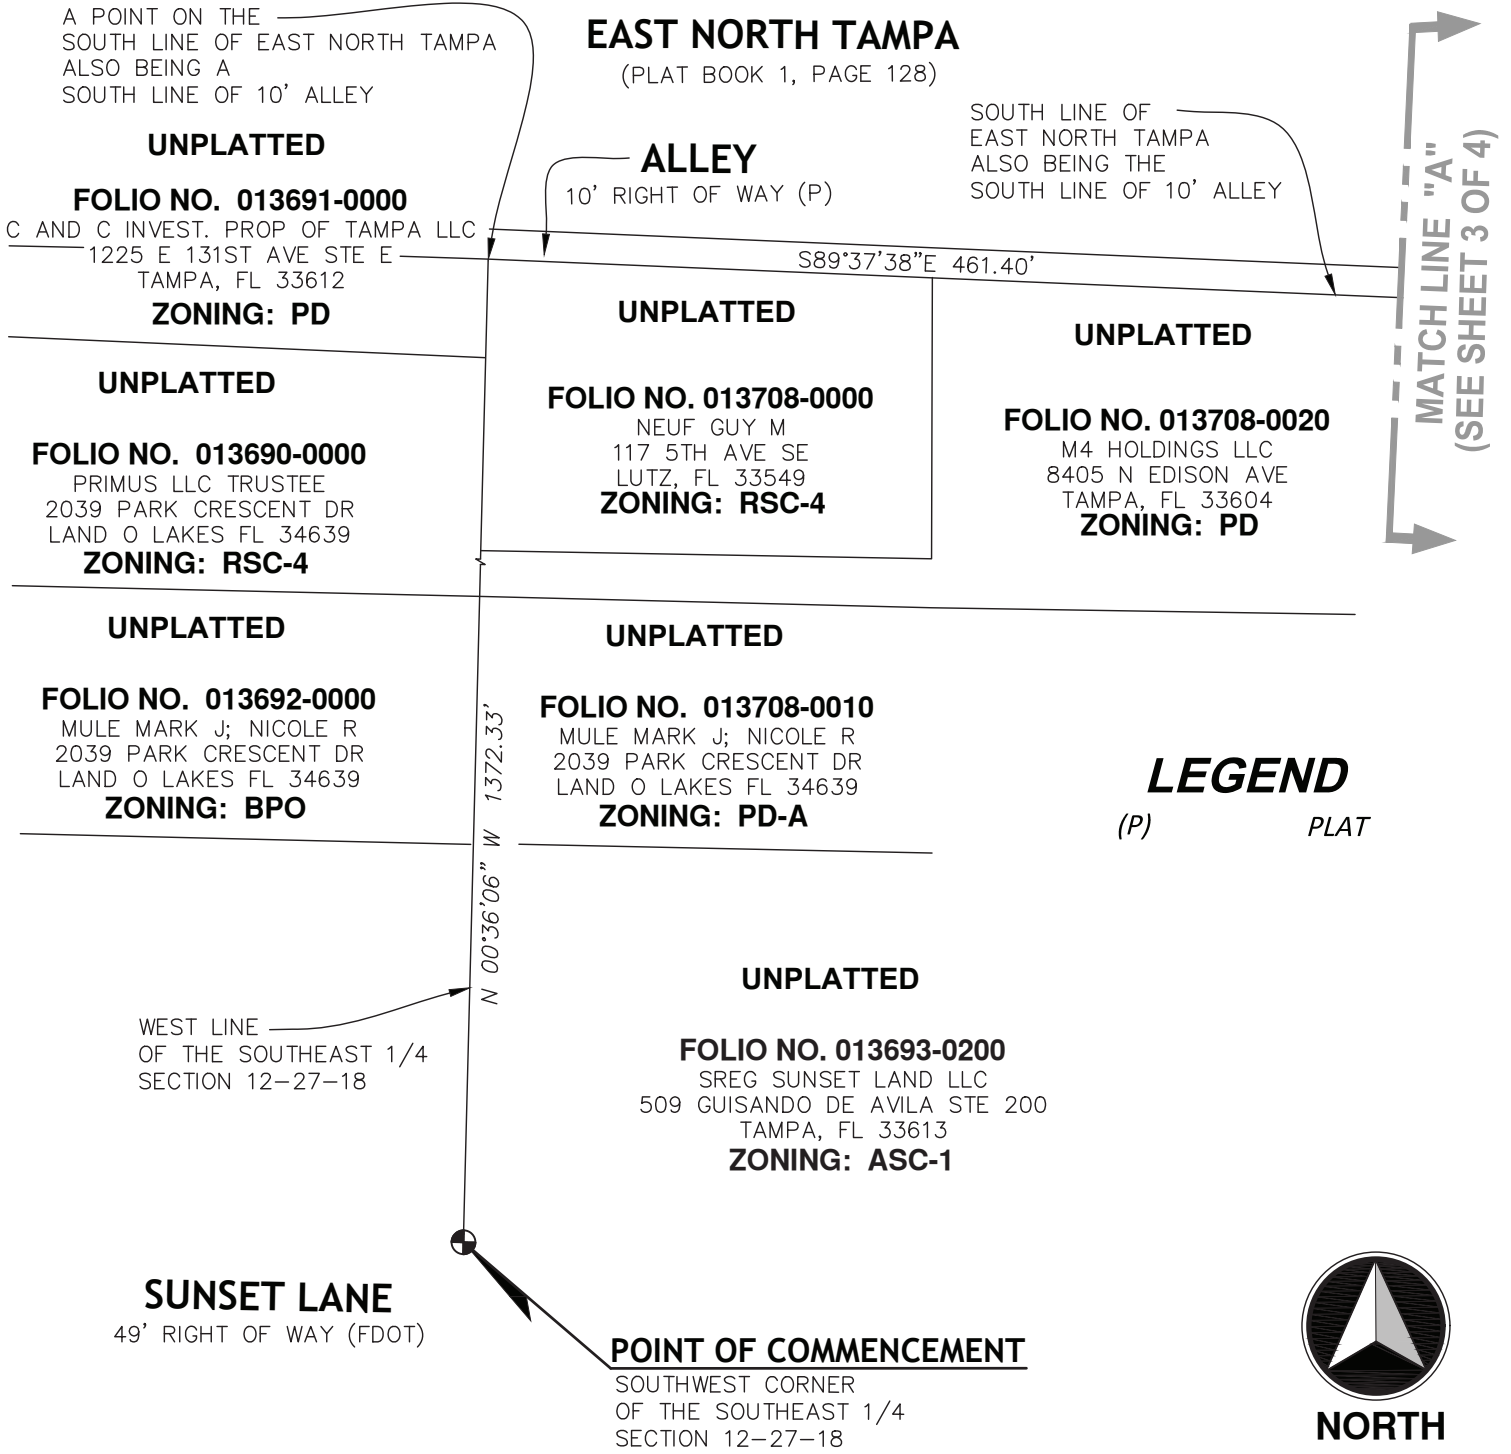 A POINT ON THE
SOUTH LINE OF EAST NORTH TAMPA
ALSO BEING A
SOUTH LINE OF 10' ALLEY
EAST NORTH TAMPA
(PLAT BOOK 1, PAGE 128)
SOUTH LINE OF
EAST NORTH TAMPA
ALSO BEING THE
SOUTH LINE OF 10' ALLEY
MATCH LINE "A"
(SEE SHEET 3 OF 4)
ALLEY
10' RIGHT OF WAY (P)
UNPLATTED
FOLIO NO. 013691-0000
C AND C INVEST. PROP OF TAMPA LLC
1225 E 131ST AVE STE E
TAMPA, FL 33612
ZONING: PD
S89°37'38"E 461.40'
UNPLATTED
FOLIO NO. 013708-0000
NEUF GUY M
117 5TH AVE SE
LUTZ, FL 33549
ZONING: RSC-4
UNPLATTED
FOLIO NO. 013708-0020
M4 HOLDINGS LLC
8405 N EDISON AVE
TAMPA, FL 33604
ZONING: PD
UNPLATTED
FOLIO NO. 013690-0000
PRIMUS LLC TRUSTEE
2039 PARK CRESCENT DR
LAND O LAKES FL 34639
ZONING: RSC-4
UNPLATTED
FOLIO NO. 013692-0000
MULE MARK J; NICOLE R
2039 PARK CRESCENT DR
LAND O LAKES FL 34639
ZONING: BPO
N 00°36'06" W 1372.33'
UNPLATTED
FOLIO NO. 013708-0010
MULE MARK J; NICOLE R
2039 PARK CRESCENT DR
LAND O LAKES FL 34639
ZONING: PD-A
LEGEND
(P) PLAT
WEST LINE
OF THE SOUTHEAST 1/4
SECTION 12-27-18
UNPLATTED
FOLIO NO. 013693-0200
SREG SUNSET LAND LLC
509 GUISANDO DE AVILA STE 200
TAMPA, FL 33613
ZONING: ASC-1
SUNSET LANE
49' RIGHT OF WAY (FDOT)
POINT OF COMMENCEMENT
SOUTHWEST CORNER
OF THE SOUTHEAST 1/4
SECTION 12-27-18
NORTH